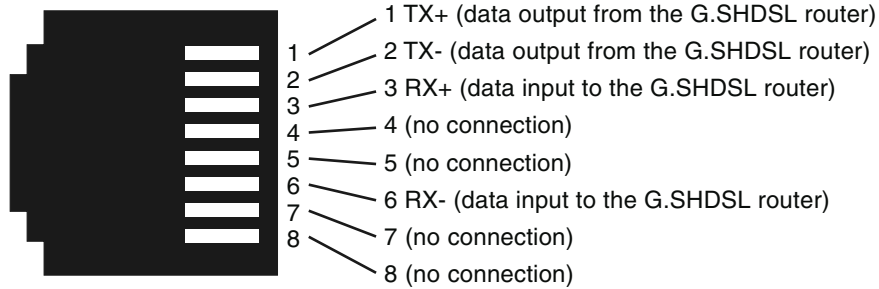 1
2
3
4
5
6
7
8
1 TX+ (data output from the G.SHDSL router)
2 TX- (data output from the G.SHDSL router)
3 RX+ (data input to the G.SHDSL router)
4 (no connection)
5 (no connection)
6 RX- (data input to the G.SHDSL router)
7 (no connection)
8 (no connection)